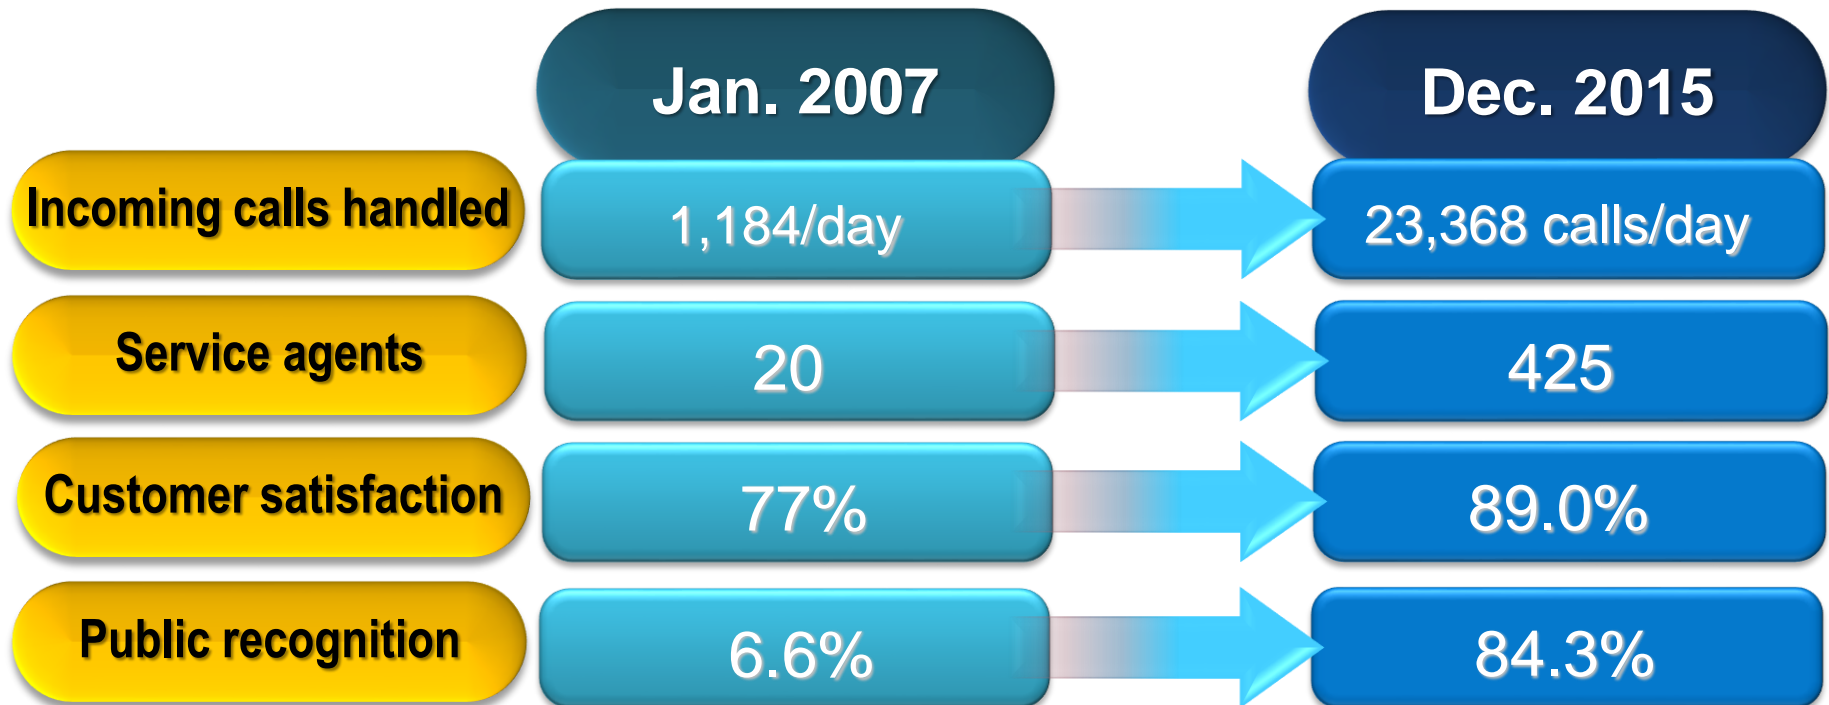 Jan. 2007
Dec. 2015
Incoming calls handled
1,184/day
23,368 calls/day
Service agents
20
425
Customer satisfaction
77%
89.0%
Public recognition
6.6%
84.3%